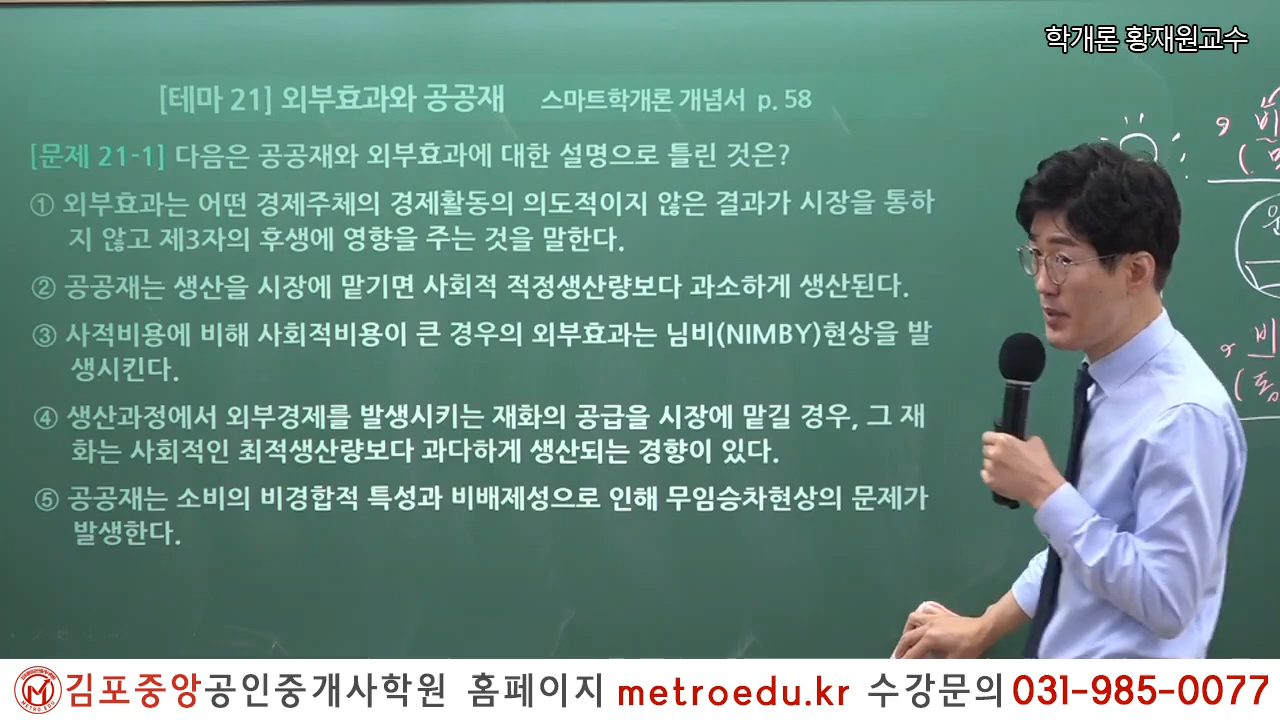 학개론 황재원교수
[테마 21] 외부효과와 공공재 스마트학개론 개념서 p. 58
[문제 21-1] 다음은 공공재와 외부효과에 대한 설명으로 틀린 것은?
① 외부효과는 어떤 경제주체의 경제활동의 의도적이지 않은 결과가 시장을 통하
지 않고 제3자의 후생에 영향을 주는 것을 말한다.
② 공공재는 생산을 시장에 맡기면 사회적 적정생산량보다 과소하게 생산된다.
③ 사적비용에 비해 사회적비용이 큰 경우의 외부효과는 님비(NIMBY)현상을 발
생시킨다.
④ 생산과정에서 외부경제를 발생시키는 재화의 공급을 시장에 맡길 경우, 그 재
화는 사회적인 최적생산량보다 과다하게 생산되는 경향이 있다.
⑤ 공공재는 소비의 비경합적 특성과 비배제성으로 인해 무임승차현상의 문제가
발생한다.
METRO EDU
김포중앙공인중개사학원 홈페이지 metroedu.kr 수강문의 031-985-0077